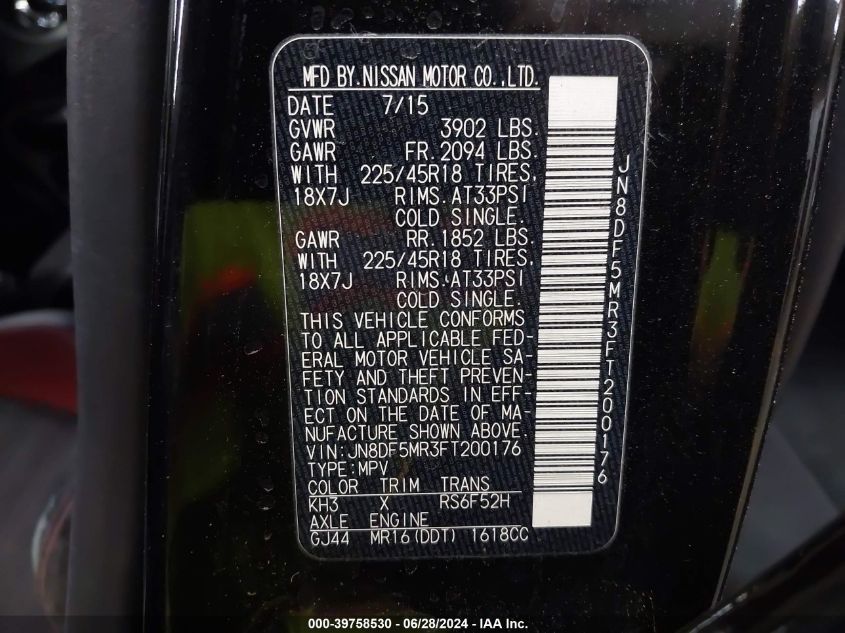 MFD BY.NISSAN MOTOR CO.,LTD.
DATE 7/15
GVWR 3902 LBS.
GAWR FR.2094 LBS.
WITH 225/45R18 TIRES,
18X7J RIMS.AT33PSI
COLD SINGLE.
GAWR RR.1852 LBS.
WITH 225/45R18 TIRES,
18X7J RIMS.AT33PSI
COLD SINGLE.
THIS VEHICLE CONFORMS
TO ALL APPLICABLE FED-
ERAL MOTOR VEHICLE SA-
FETY AND THEFT PREVEN-
TION STANDARDS IN EFF-
ECT ON THE DATE OF MA-
NUFACTURE SHOWN ABOVE.
VIN:JN8DF5MR3FT200176
TYPE:MPV
COLOR TRIM TRANS
KH3 X RS6F52H
AXLE ENGINE
GJ44 MR16(DDT) 1618CC
JN8DF5MR3FT200176
000-39758530 - 06/28/2024 - IAA Inc.